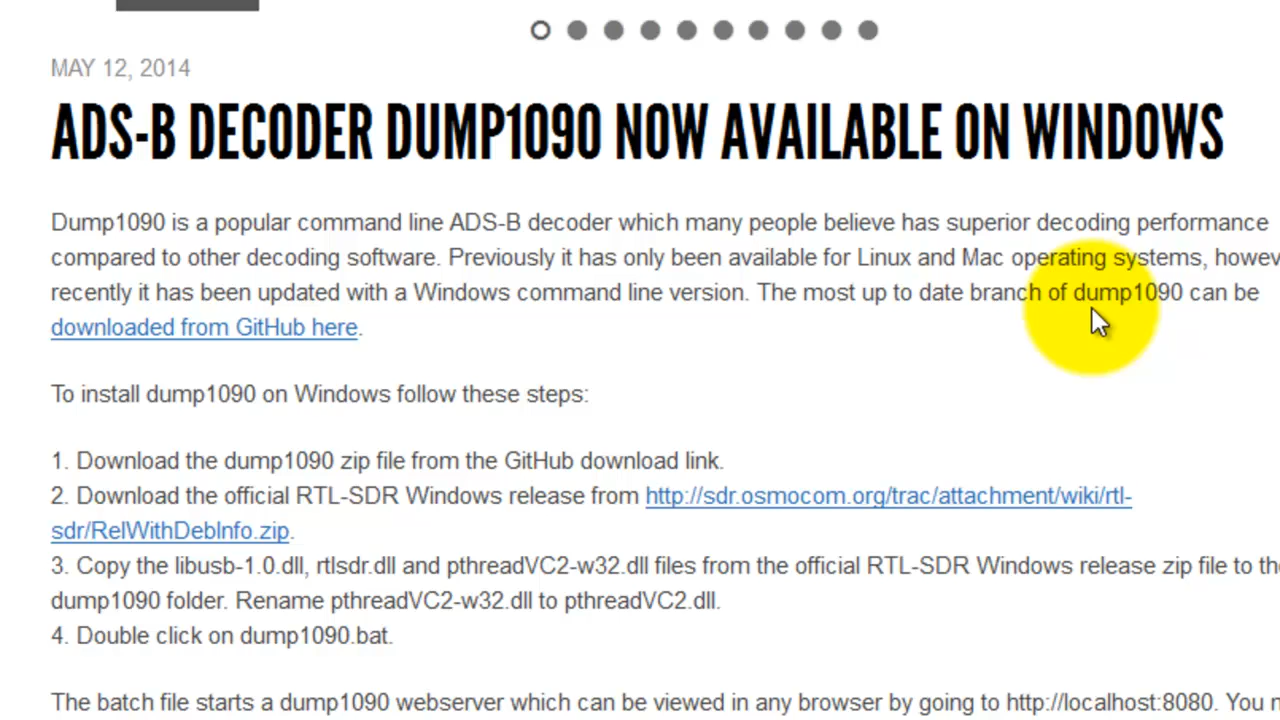 MAY 12, 2014
ADS-B DECODER DUMP1090 NOW AVAILABLE ON WINDOWS
Dump1090 is a popular command line ADS-B decoder which many people believe has superior decoding performance
compared to other decoding software. Previously it has only been available for Linux and Mac operating systems, howev
recently it has been updated with a Windows command line version. The most up to date branch of dump1090 can be
downloaded from GitHub here.
To install dump1090 on Windows follow these steps:
1. Download the dump1090 zip file from the GitHub download link.
2. Download the official RTL-SDR Windows release from http://sdr.osmocom.org/trac/attachment/wiki/rtl-
sdr/RelWithDebInfo.zip.
3. Copy the libusb-1.0.dll, rtlsdr.dll and pthreadVC2-w32.dll files from the official RTL-SDR Windows release zip file to the
dump1090 folder. Rename pthreadVC2-w32.dll to pthreadVC2.dll.
4. Double click on dump1090.bat.
The batch file starts a dump1090 webserver which can be viewed in any browser by going to http://localhost:8080. You